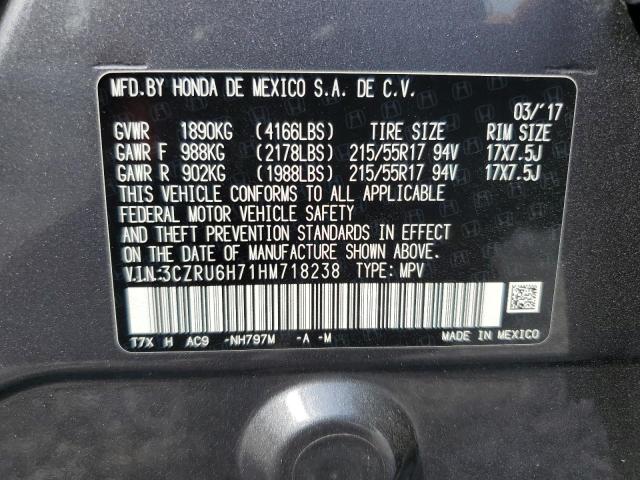 MFD. BY HONDA DE MEXICO S.A. DE C.V.
03/'17
GVWR 1890KG (4166LBS) TIRE SIZE RIM SIZE
GAWR F 988KG (2178LBS) 215/55R17 94V 17X7.5J
GAWR R 902KG (1988LBS) 215/55R17 94V 17X7.5J
THIS VEHICLE CONFORMS TO ALL APPLICABLE
FEDERAL MOTOR VEHICLE SAFETY
AND THEFT PREVENTION STANDARDS IN EFFECT
ON THE DATE OF MANUFACTURE SHOWN ABOVE.
V.I.N:3CZRU6H71HM718238 TYPE: MPV
T7X H AC9 -NH797M -A -M MADE IN MEXICO